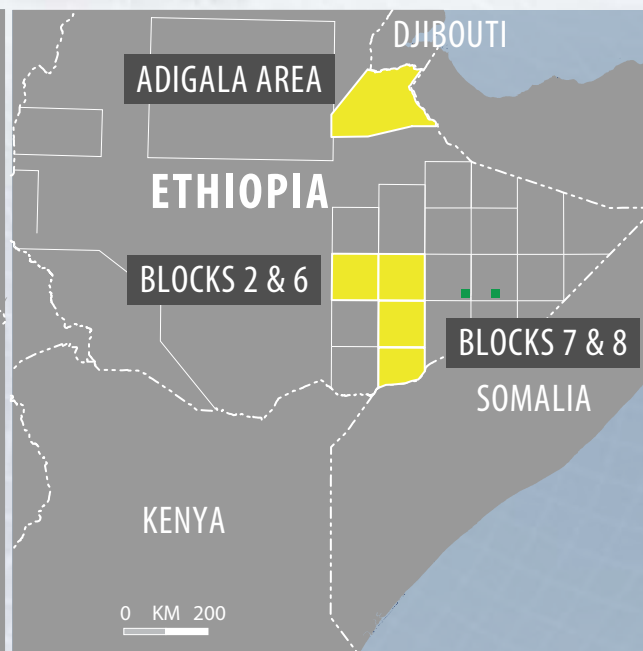 DJIBOUTI
ADIGALA AREA
ETHIOPIA
BLOCKS 2 & 6
BLOCKS 7 & 8
SOMALIA
KENYA
0 KM 200